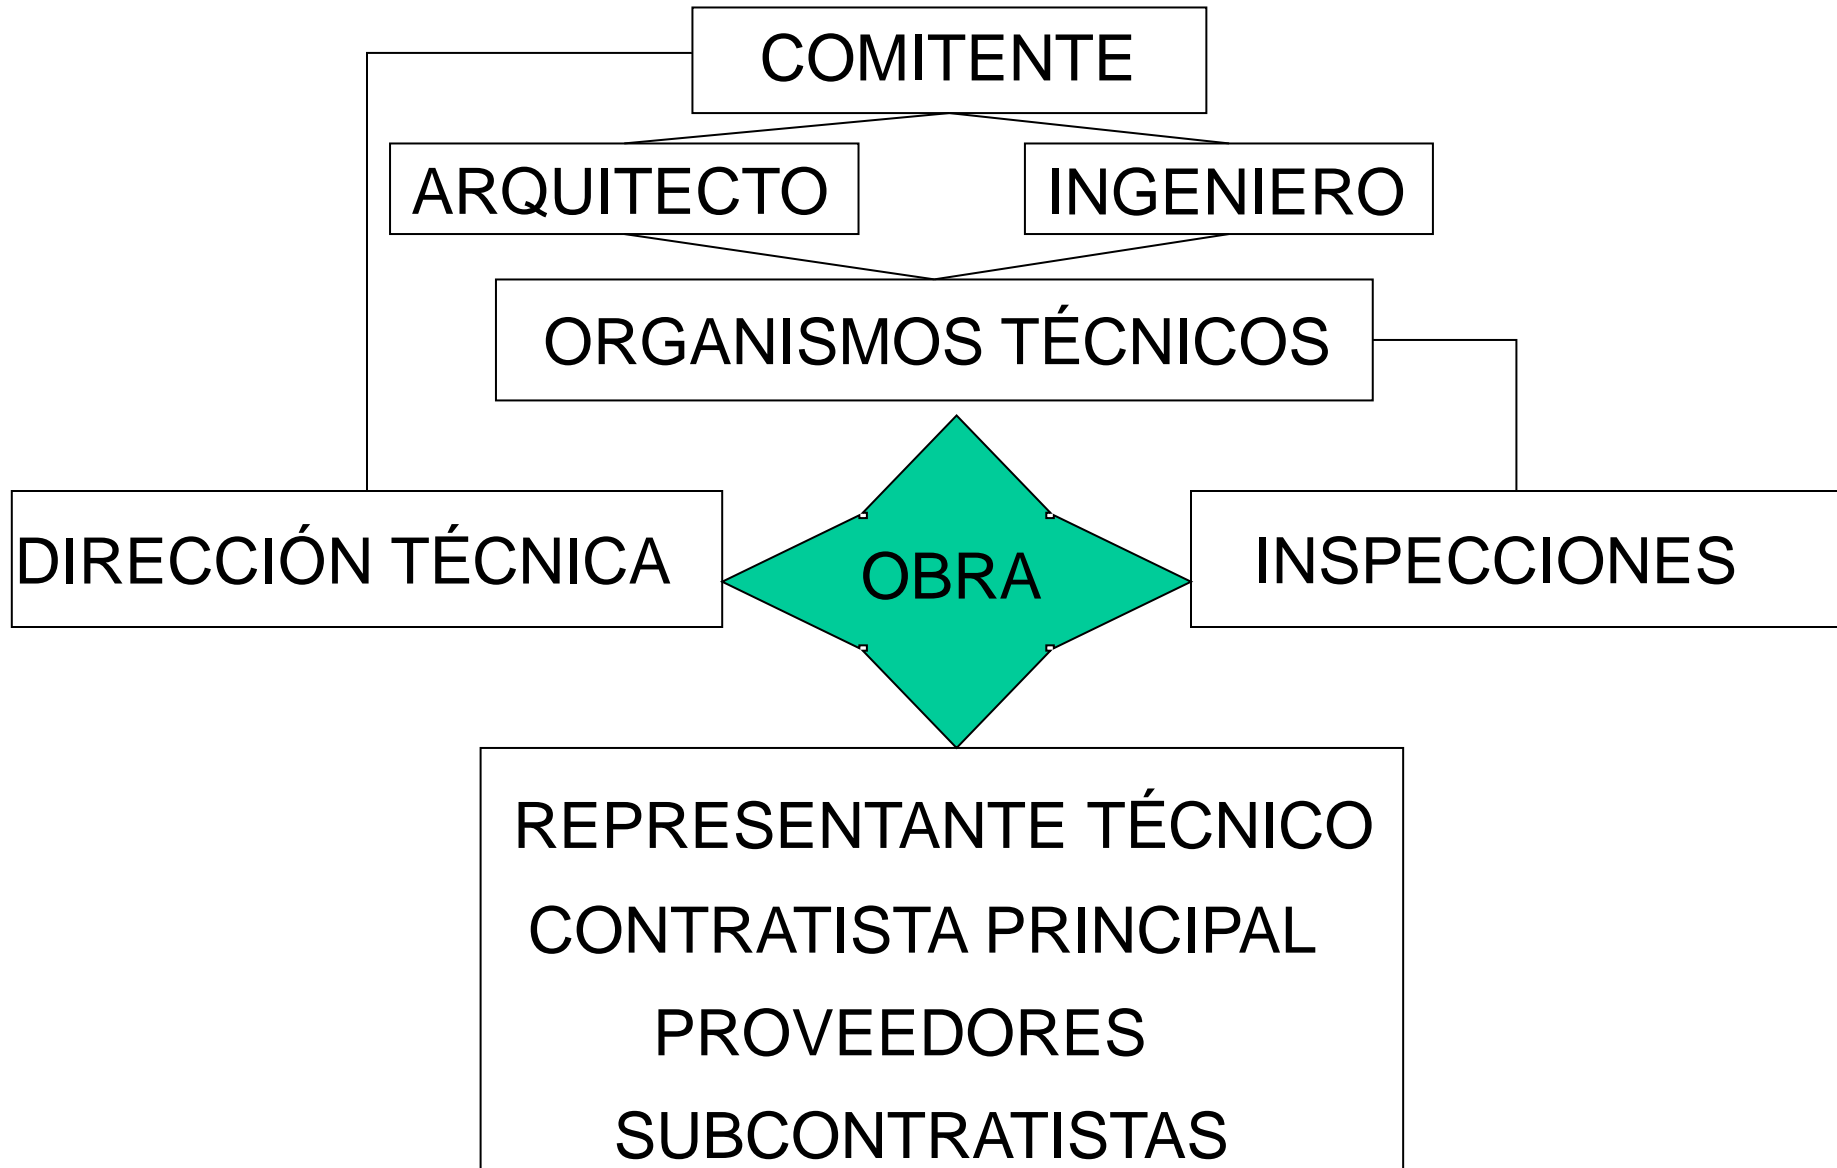 COMITENTE
ARQUITECTO
INGENIERO
ORGANISMOS TÉCNICOS
DIRECCIÓN TÉCNICA
OBRA
INSPECCIONES
REPRESENTANTE TÉCNICO
CONTRATISTA PRINCIPAL
PROVEEDORES
SUBCONTRATISTAS